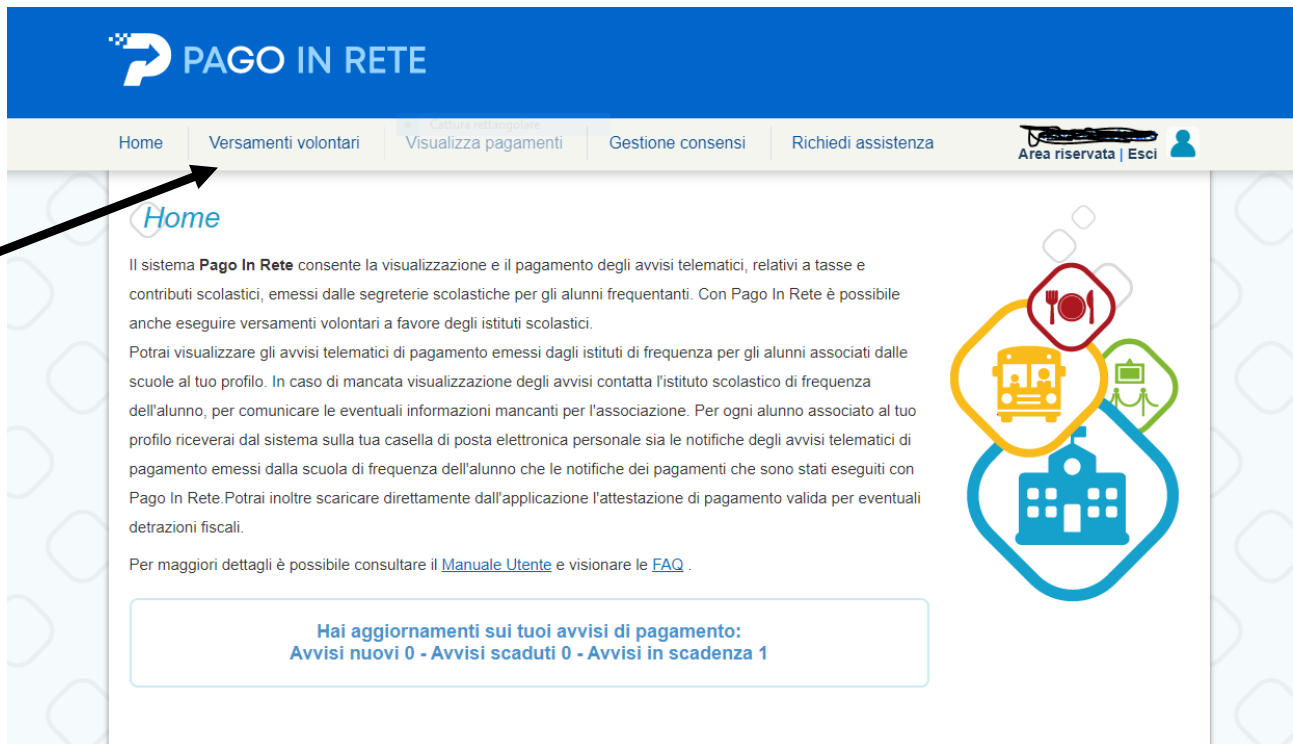 PAGO IN RETE
Cattura rettangolare
Home Versamenti volontari Visualizza pagamenti Gestione consensi Richiedi assistenza
Area riservata | Esci
Home
Il sistema Pago In Rete consente la visualizzazione e il pagamento degli avvisi telematici, relativi a tasse e
contributi scolastici, emessi dalle segreterie scolastiche per gli alunni frequentanti. Con Pago In Rete è possibile
anche eseguire versamenti volontari a favore degli istituti scolastici.
Potrai visualizzare gli avvisi telematici di pagamento emessi dagli istituti di frequenza per gli alunni associati dalle
scuole al tuo profilo. In caso di mancata visualizzazione degli avvisi contatta l'istituto scolastico di frequenza
dell'alunno, per comunicare le eventuali informazioni mancanti per l'associazione. Per ogni alunno associato al tuo
profilo riceverai dal sistema sulla tua casella di posta elettronica personale sia le notifiche degli avvisi telematici di
pagamento emessi dalla scuola di frequenza dell'alunno che le notifiche dei pagamenti che sono stati eseguiti con
Pago In Rete.Potrai inoltre scaricare direttamente dall'applicazione l'attestazione di pagamento valida per eventuali
detrazioni fiscali.
Per maggiori dettagli è possibile consultare il Manuale Utente e visionare le FAQ .
Hai aggiornamenti sui tuoi avvisi di pagamento:
Avvisi nuovi 0 - Avvisi scaduti 0 - Avvisi in scadenza 1